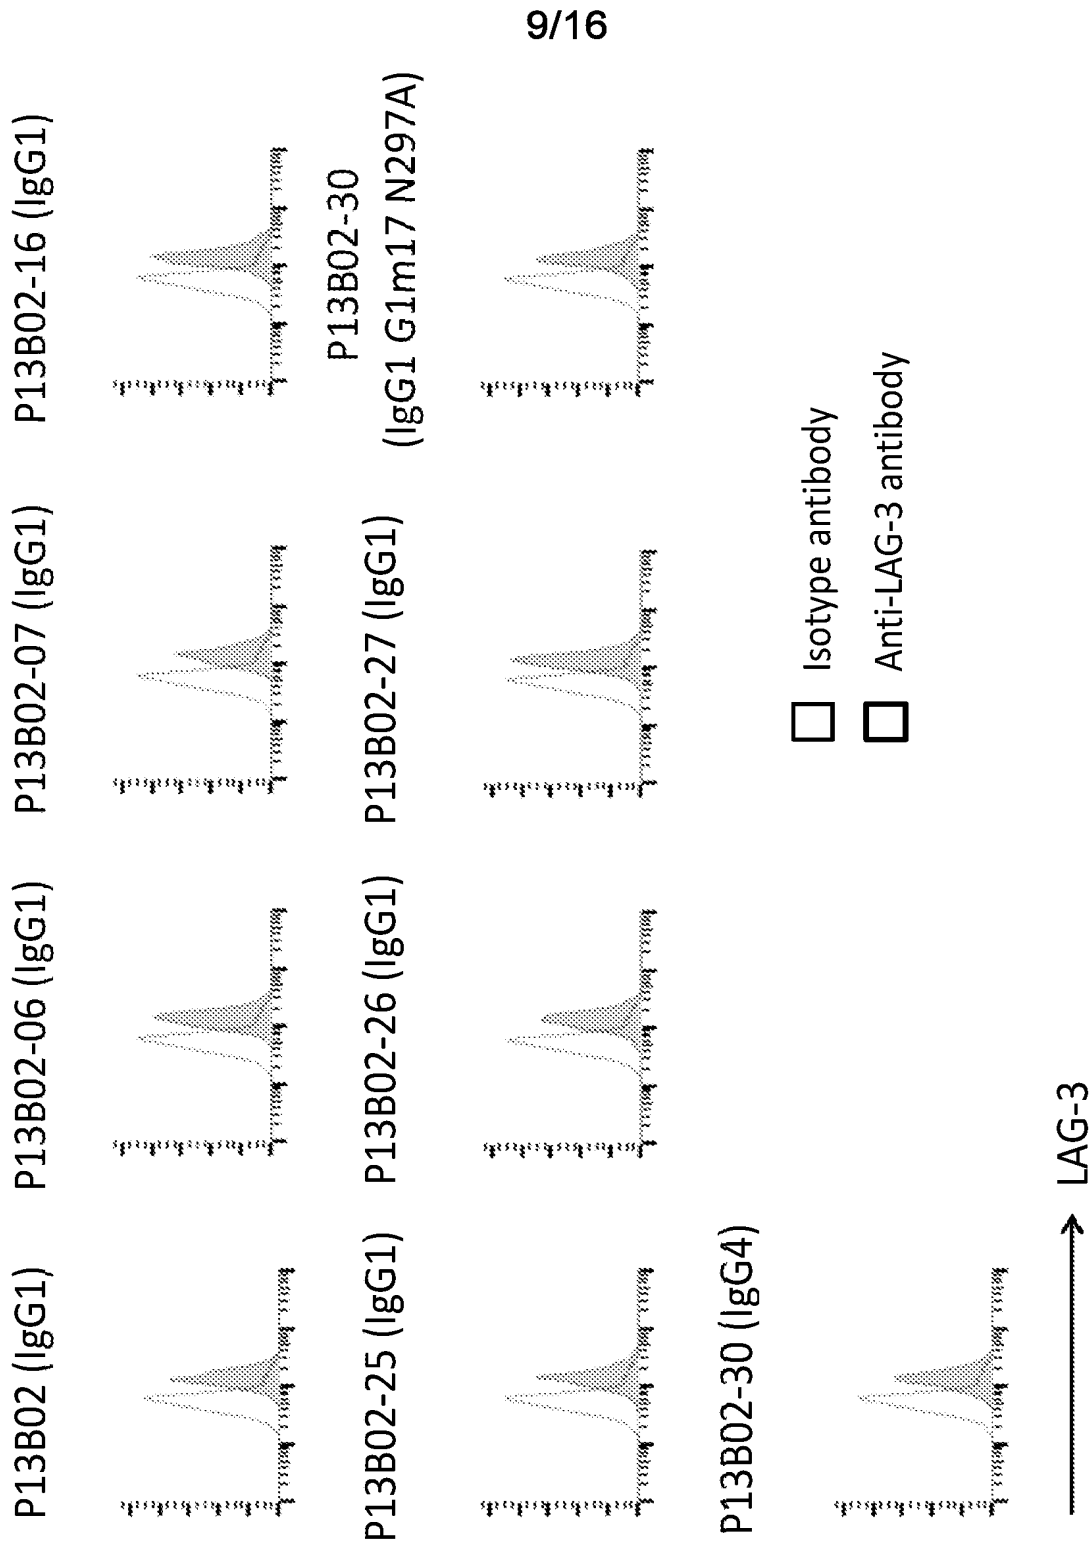 9/16
P13B02 (IgG1)
P13B02-06 (IgG1)
P13B02-07 (IgG1)
P13B02-16 (IgG1)
P13B02-25 (IgG1)
P13B02-26 (IgG1)
P13B02-27 (IgG1)
P13B02-30
(IgG1 G1m17 N297A)
P13B02-30 (IgG4)
Isotype antibody
Anti-LAG-3 antibody
LAG-3